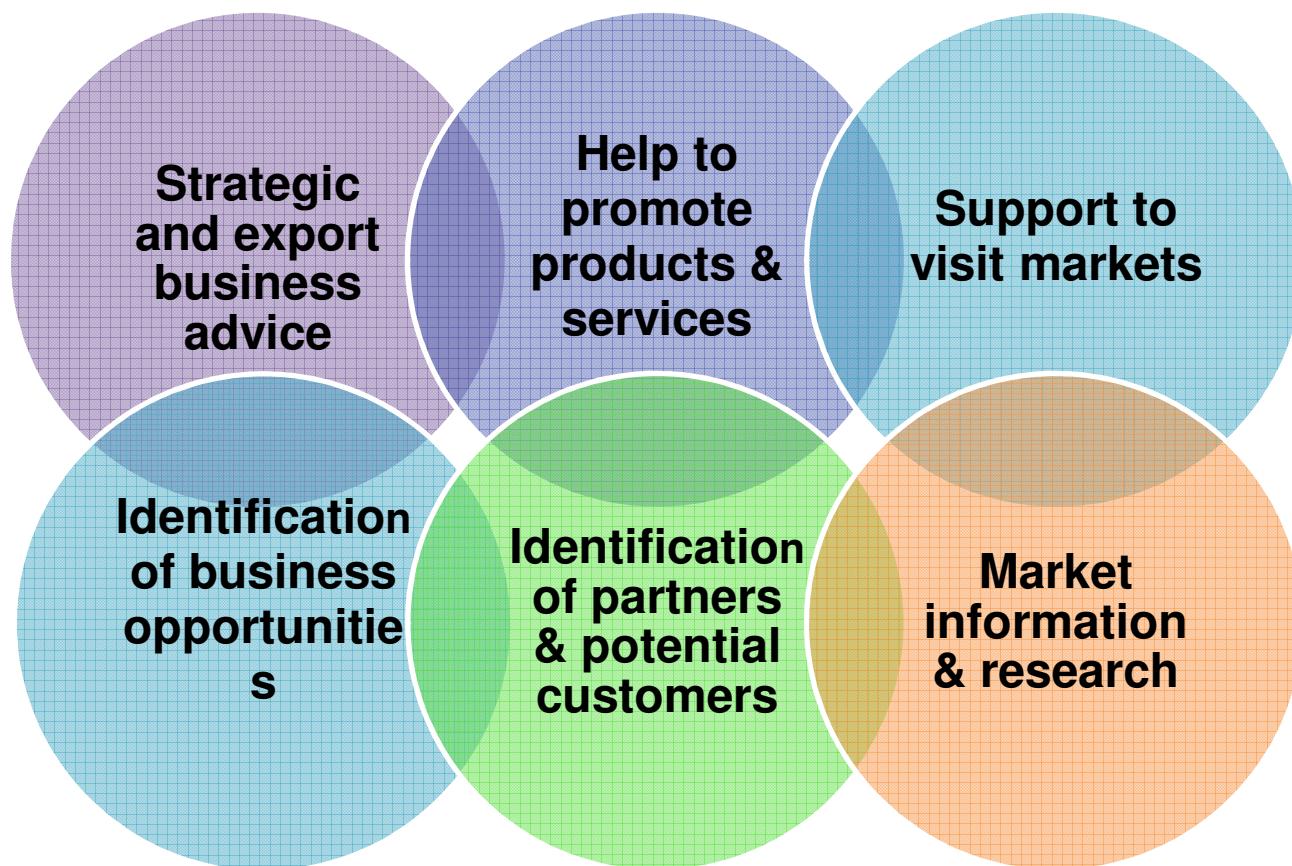 Strategic
and export
business
advice
Help to
promote
products &
services
Support to
visit markets
Identification
of business
opportunitie
s
Identification
of partners
& potential
customers
Market
information
& research